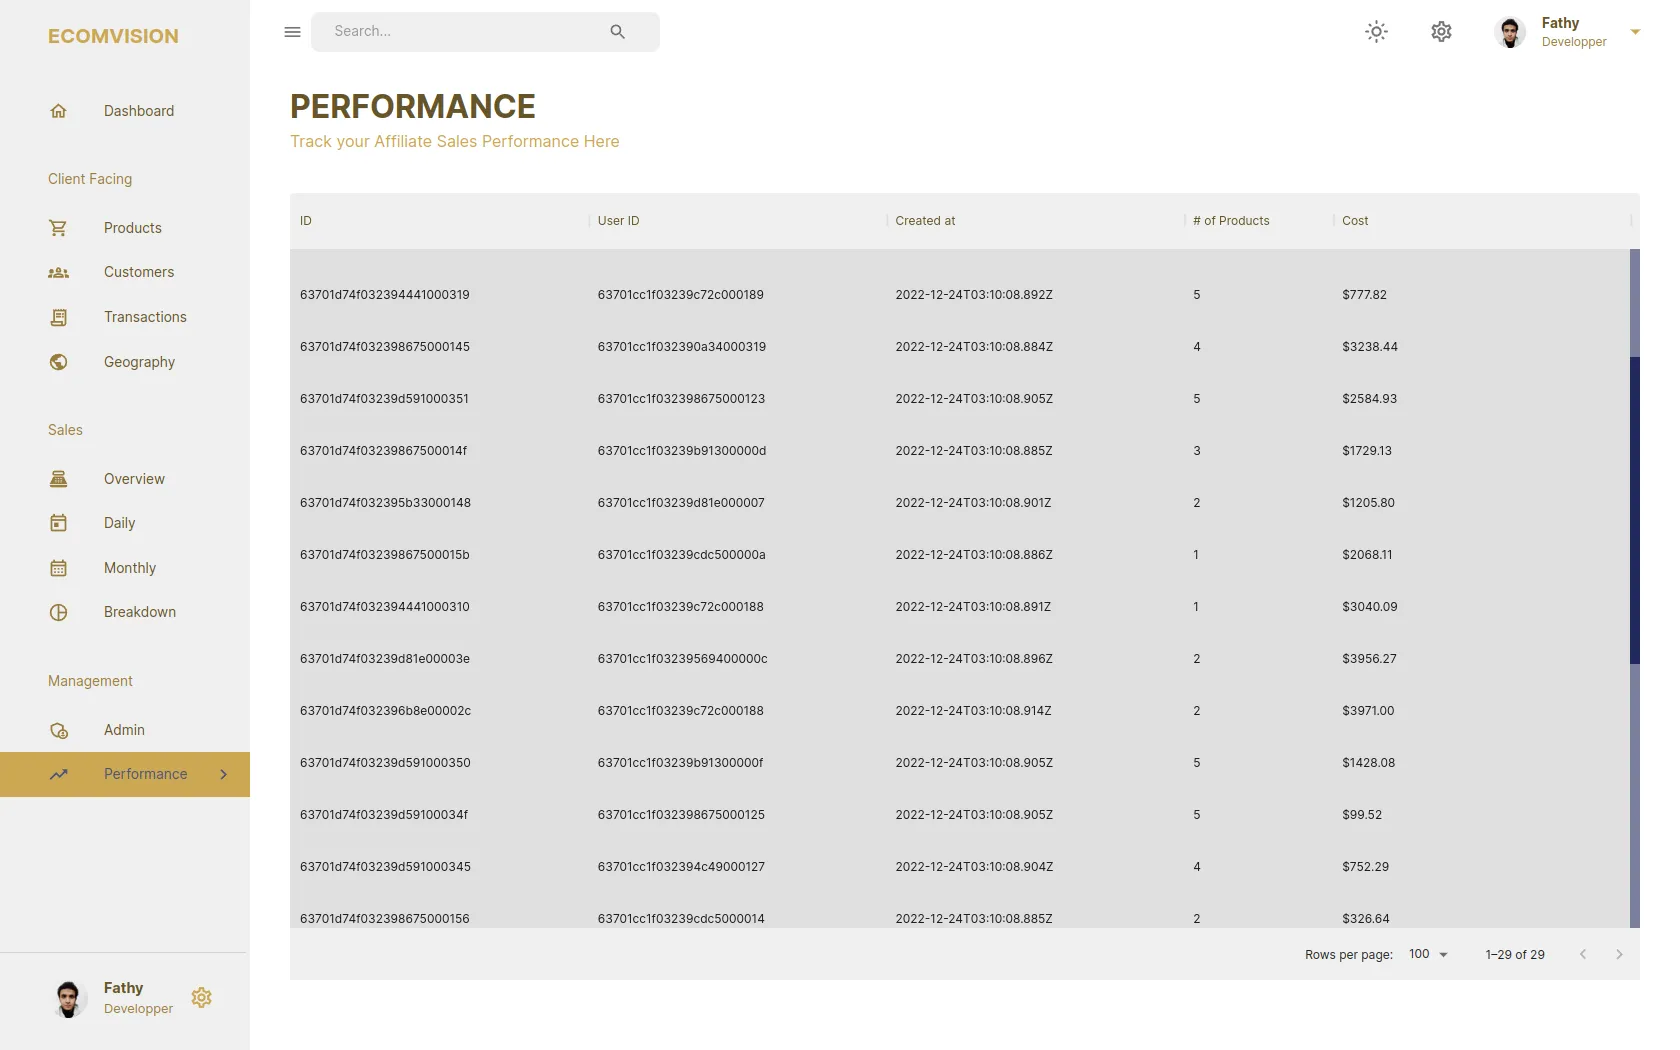 ECOMVISION
Dashboard
Client Facing
Products
Customers
Transactions
Geography
Sales
Overview
Daily
Monthly
Breakdown
Management
Admin
Performance
Fathy
Developper
Search...
Fathy
Developper
PERFORMANCE
Track your Affiliate Sales Performance Here
ID User ID Created at # of Products Cost
63701d74f032394441000319 63701cc1f03239c72c000189 2022-12-24T03:10:08.892Z 5 $777.82
63701d74f032398675000145 63701cc1f032390a34000319 2022-12-24T03:10:08.884Z 4 $3238.44
63701d74f03239d591000351 63701cc1f032398675000123 2022-12-24T03:10:08.905Z 5 $2584.93
63701d74f03239867500014f 63701cc1f03239b91300000d 2022-12-24T03:10:08.885Z 3 $1729.13
63701d74f032395b33000148 63701cc1f03239d81e000007 2022-12-24T03:10:08.901Z 2 $1205.80
63701d74f03239867500015b 63701cc1f03239cdc500000a 2022-12-24T03:10:08.886Z 1 $2068.11
63701d74f032394441000310 63701cc1f03239c72c000188 2022-12-24T03:10:08.891Z 1 $3040.09
63701d74f03239d81e00003e 63701cc1f03239569400000c 2022-12-24T03:10:08.896Z 2 $3956.27
63701d74f032396b8e00002c 63701cc1f03239c72c000188 2022-12-24T03:10:08.914Z 2 $3971.00
63701d74f03239d591000350 63701cc1f03239b91300000f 2022-12-24T03:10:08.905Z 5 $1428.08
63701d74f03239d59100034f 63701cc1f032398675000125 2022-12-24T03:10:08.905Z 5 $99.52
63701d74f03239d591000345 63701cc1f032394c49000127 2022-12-24T03:10:08.904Z 4 $752.29
63701d74f032398675000156 63701cc1f03239cdc5000014 2022-12-24T03:10:08.885Z 2 $326.64
Rows per page: 100 1–29 of 29